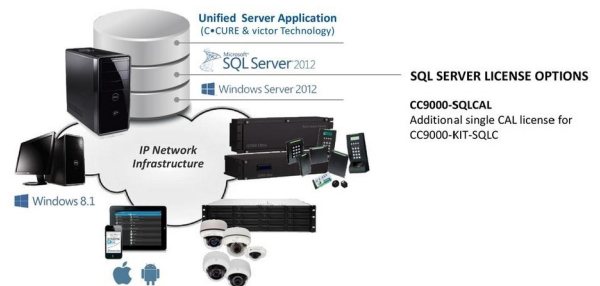 Unified Server Application
(C•CURE & victor Technology)
Microsoft®
SQL Server 2012
Windows Server 2012
SQL SERVER LICENSE OPTIONS
CC9000-SQLCAL
Additional single CAL license for
CC9000-KIT-SQLC
IP Network
Infrastructure
Windows 8.1